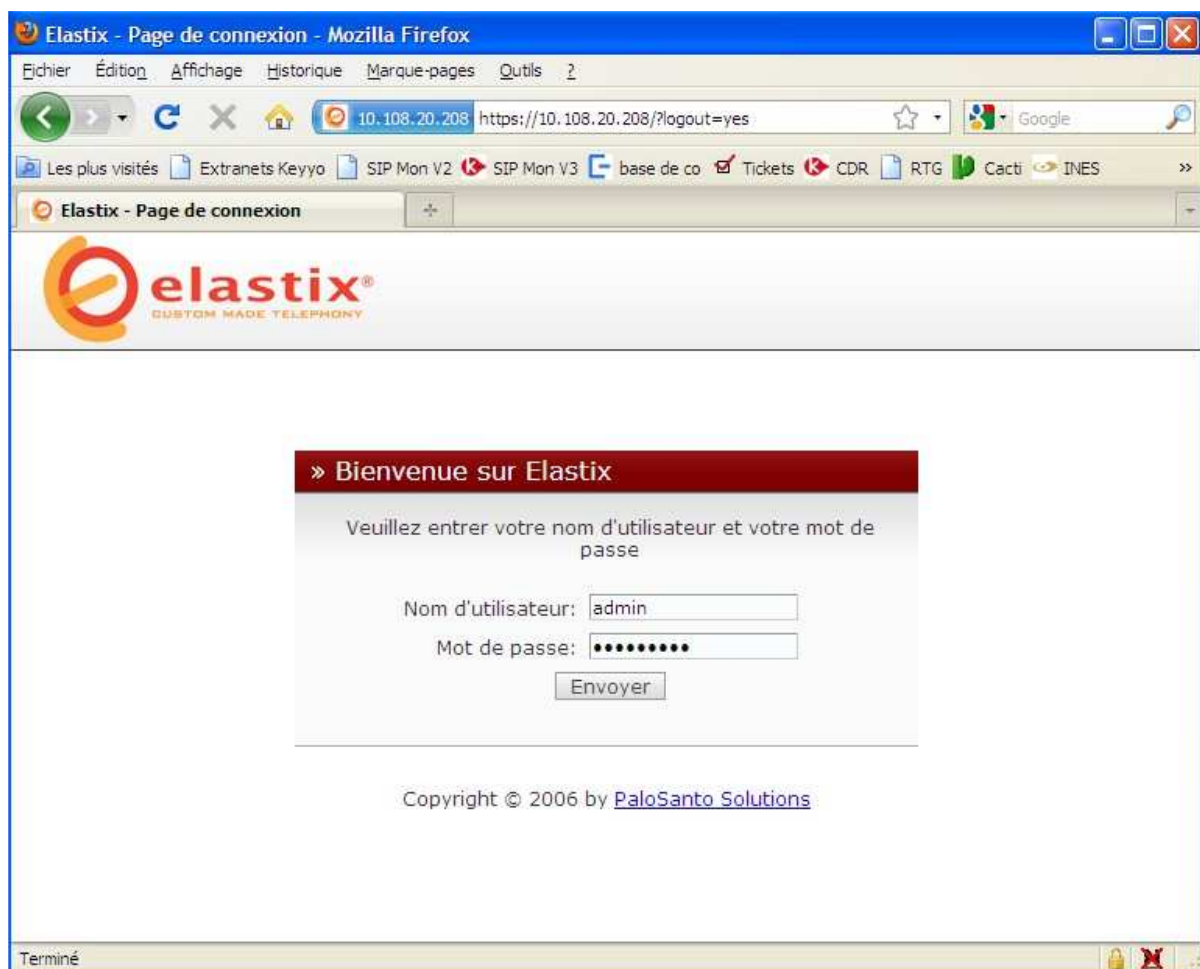 Elastix - Page de connexion - Mozilla Firefox
Fichier Édition Affichage Historique Marque-pages Outils ?
10.108.20.208 https://10.108.20.208/?logout=yes Google
Les plus visités Extranets Keyyo SIP Mon V2 SIP Mon V3 base de co Tickets CDR RTG Cacti INES »
Elastix - Page de connexion
elastix®
CUSTOM MADE TELEPHONY
» Bienvenue sur Elastix
Veuillez entrer votre nom d'utilisateur et votre mot de
passe
Nom d'utilisateur: admin
Mot de passe: •••••••••
Envoyer
Copyright © 2006 by PaloSanto Solutions
Terminé